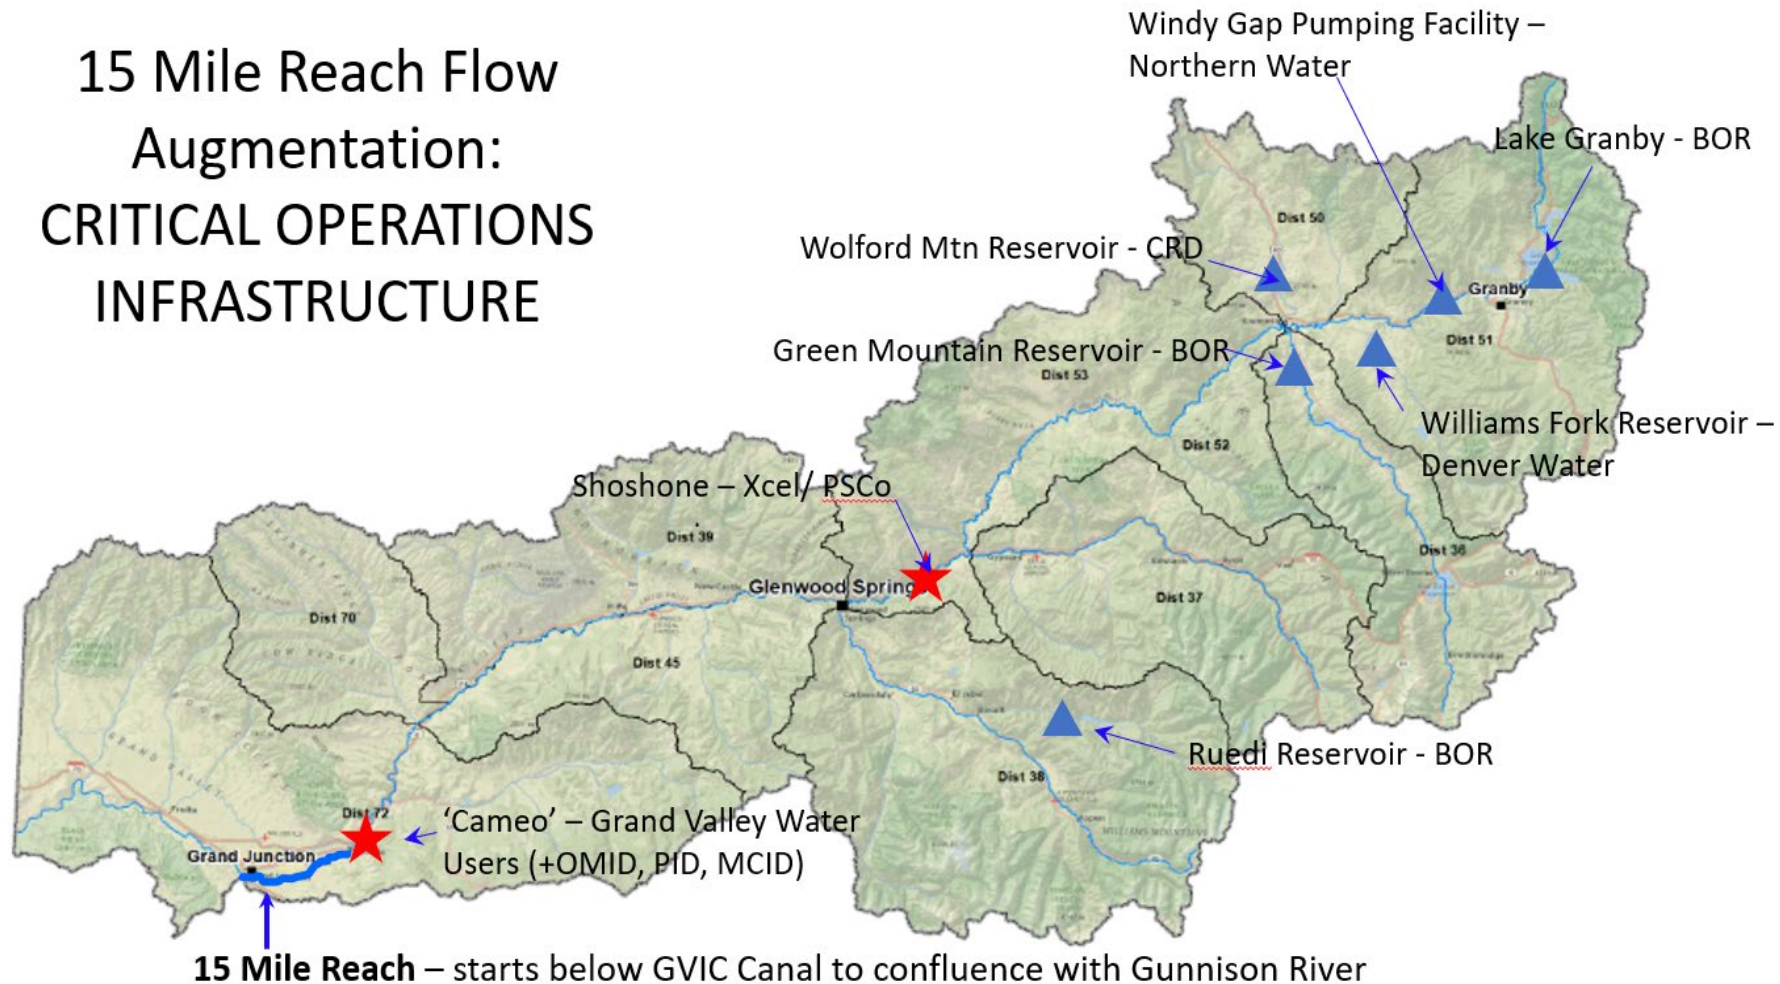 15 Mile Reach Flow
Augmentation:
CRITICAL OPERATIONS
INFRASTRUCTURE
Windy Gap Pumping Facility –
Northern Water
Lake Granby - BOR
Dist 50
Wolford Mtn Reservoir - CRD
Granby
Dist 51
Green Mountain Reservoir - BOR
Dist 53
Williams Fork Reservoir –
Denver Water
Dist 52
Shoshone – Xcel/ PSCo
Dist 39
Dist 36
Glenwood Spring
Dist 37
Dist 70
Dist 45
Ruedi Reservoir - BOR
Dist 38
Dist 72
'Cameo' – Grand Valley Water
Users (+OMID, PID, MCID)
Fruita
Grand Junction
15 Mile Reach – starts below GVIC Canal to confluence with Gunnison River